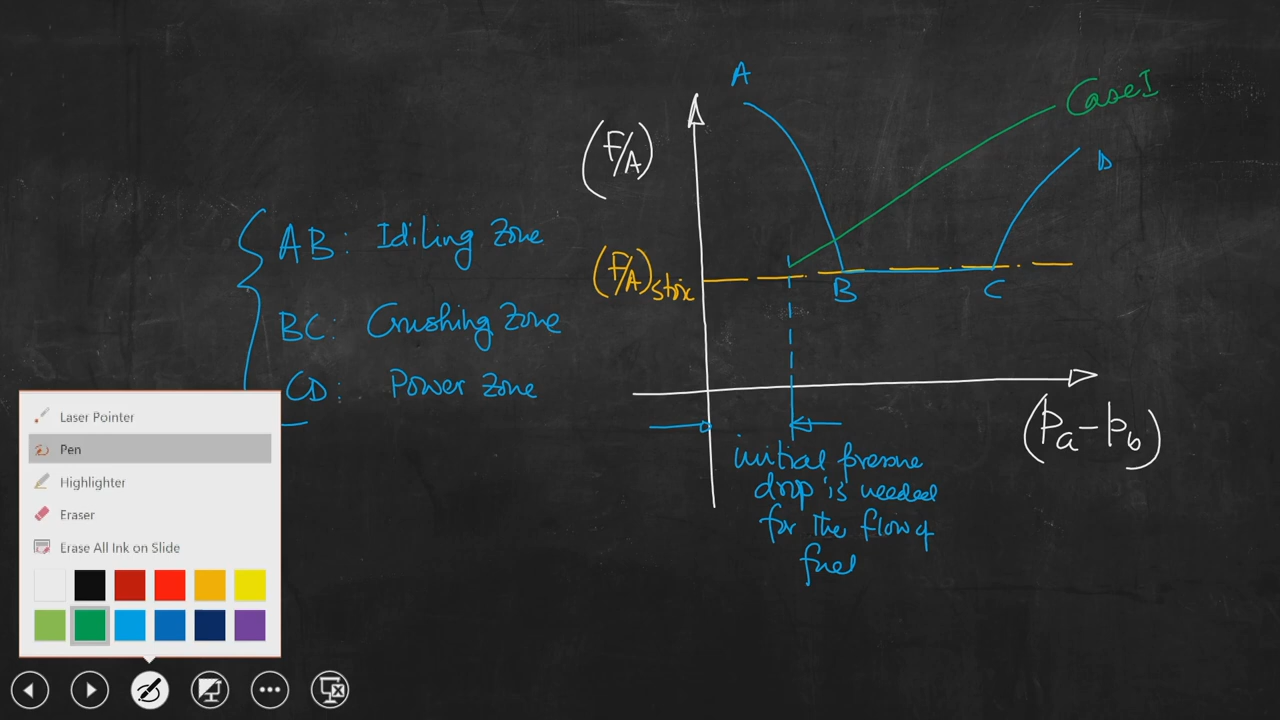 A
Case I
(F/A)
D
AB: Idiling Zone
(F/A)stoic
B
C
BC: Crushing Zone
CD: Power Zone
(Pa-Pb)
initial pressure
drop is needed
for the flow of
fuel
Laser Pointer
Pen
Highlighter
Eraser
Erase All Ink on Slide